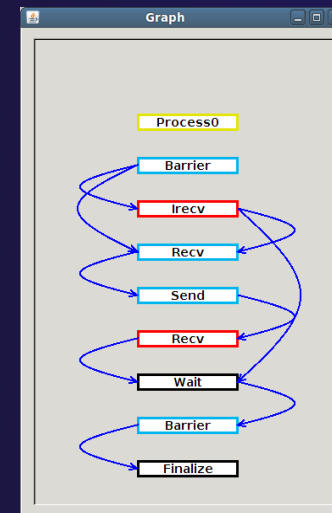 Graph
Process0
Barrier
Irecv
Recv
Send
Recv
Wait
Barrier
Finalize